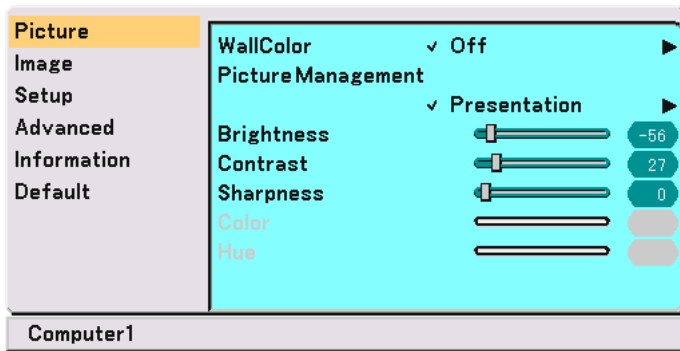 Picture
Image
Setup
Advanced
Information
Default
WallColor ✓ Off ▶
Picture Management
✓ Presentation ▶
Brightness -56
Contrast 27
Sharpness 0
Color
Hue
Computer1